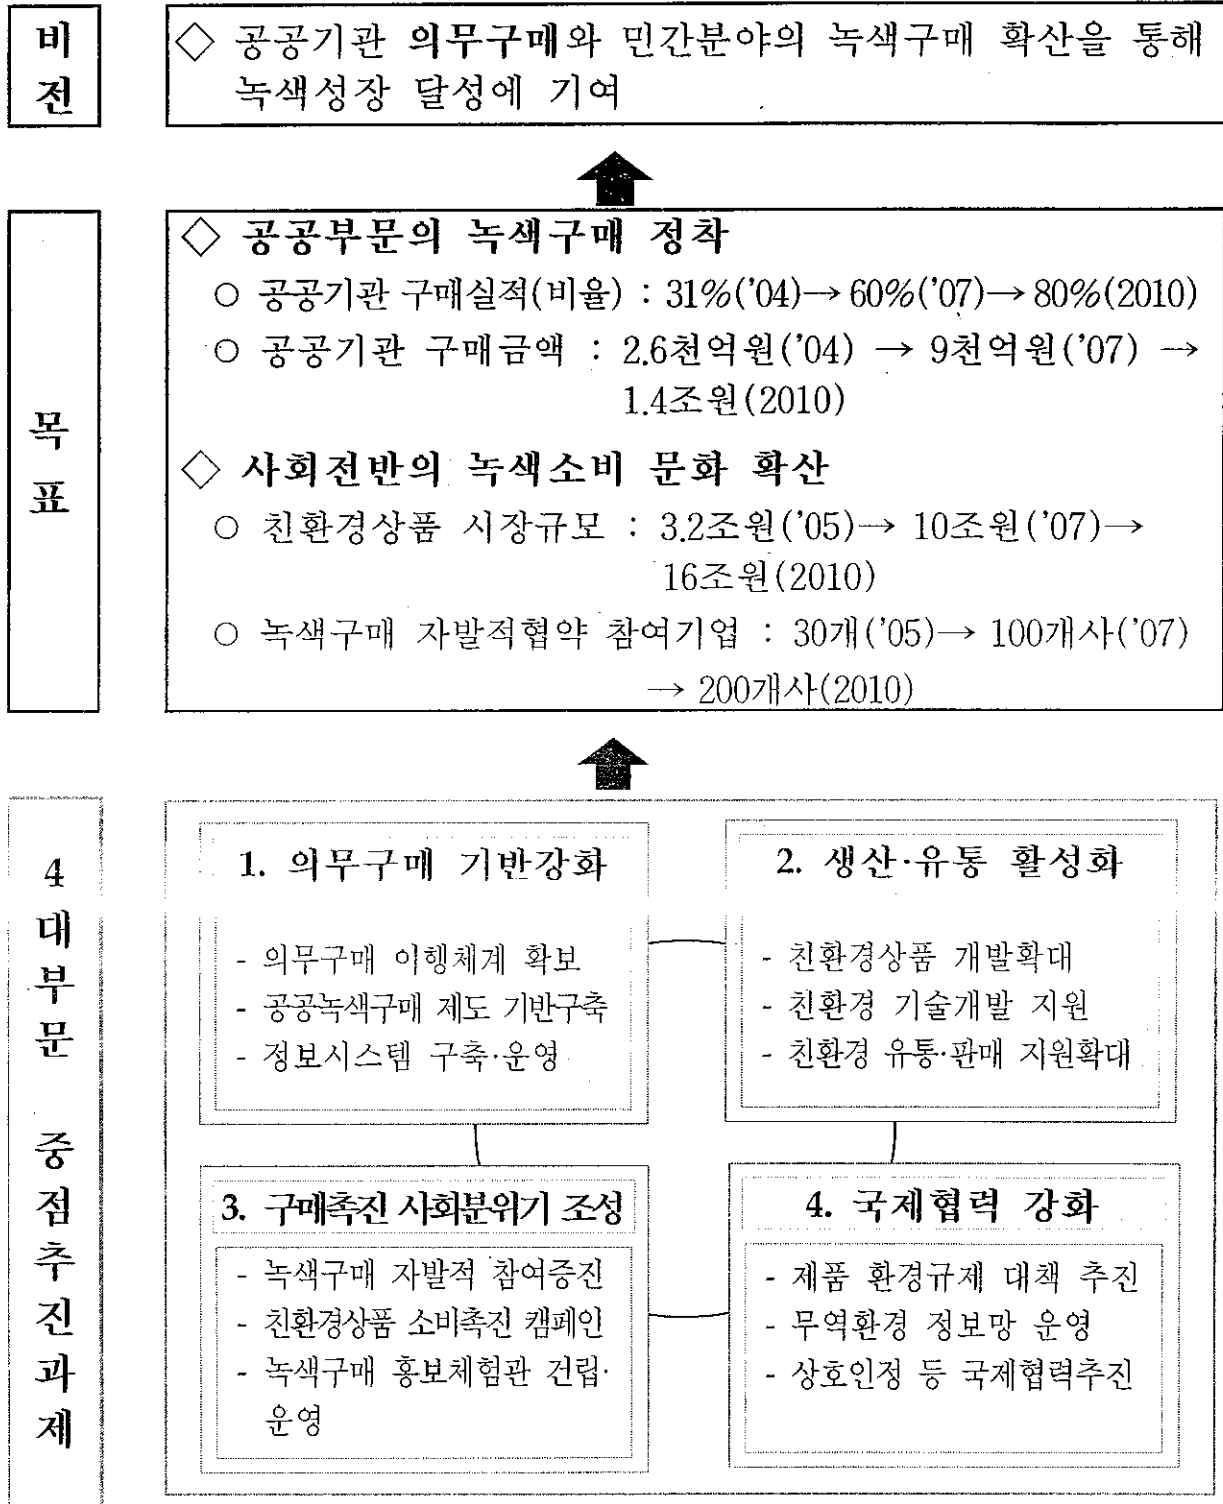 비전
◇ 공공기관 의무구매와 민간분야의 녹색구매 확산을 통해
녹색성장 달성에 기여
목표
◇ 공공부문의 녹색구매 정착
○ 공공기관 구매실적(비율) : 31%('04)→ 60%('07)→ 80%(2010)
○ 공공기관 구매금액 : 2.6천억원('04) → 9천억원('07) →
1.4조원(2010)
◇ 사회전반의 녹색소비 문화 확산
○ 친환경상품 시장규모 : 3.2조원('05)→ 10조원('07)→
16조원(2010)
○ 녹색구매 자발적협약 참여기업 : 30개('05)→ 100개사('07)
→ 200개사(2010)
4대부문 중점추진과제
1. 의무구매 기반강화
- 의무구매 이행체계 확보
- 공공녹색구매 제도 기반구축
- 정보시스템 구축·운영
2. 생산·유통 활성화
- 친환경상품 개발확대
- 친환경 기술개발 지원
- 친환경 유통·판매 지원확대
3. 구매촉진 사회분위기 조성
- 녹색구매 자발적 참여증진
- 친환경상품 소비촉진 캠페인
- 녹색구매 홍보체험관 건립·
운영
4. 국제협력 강화
- 제품 환경규제 대책 추진
- 무역환경 정보망 운영
- 상호인정 등 국제협력추진